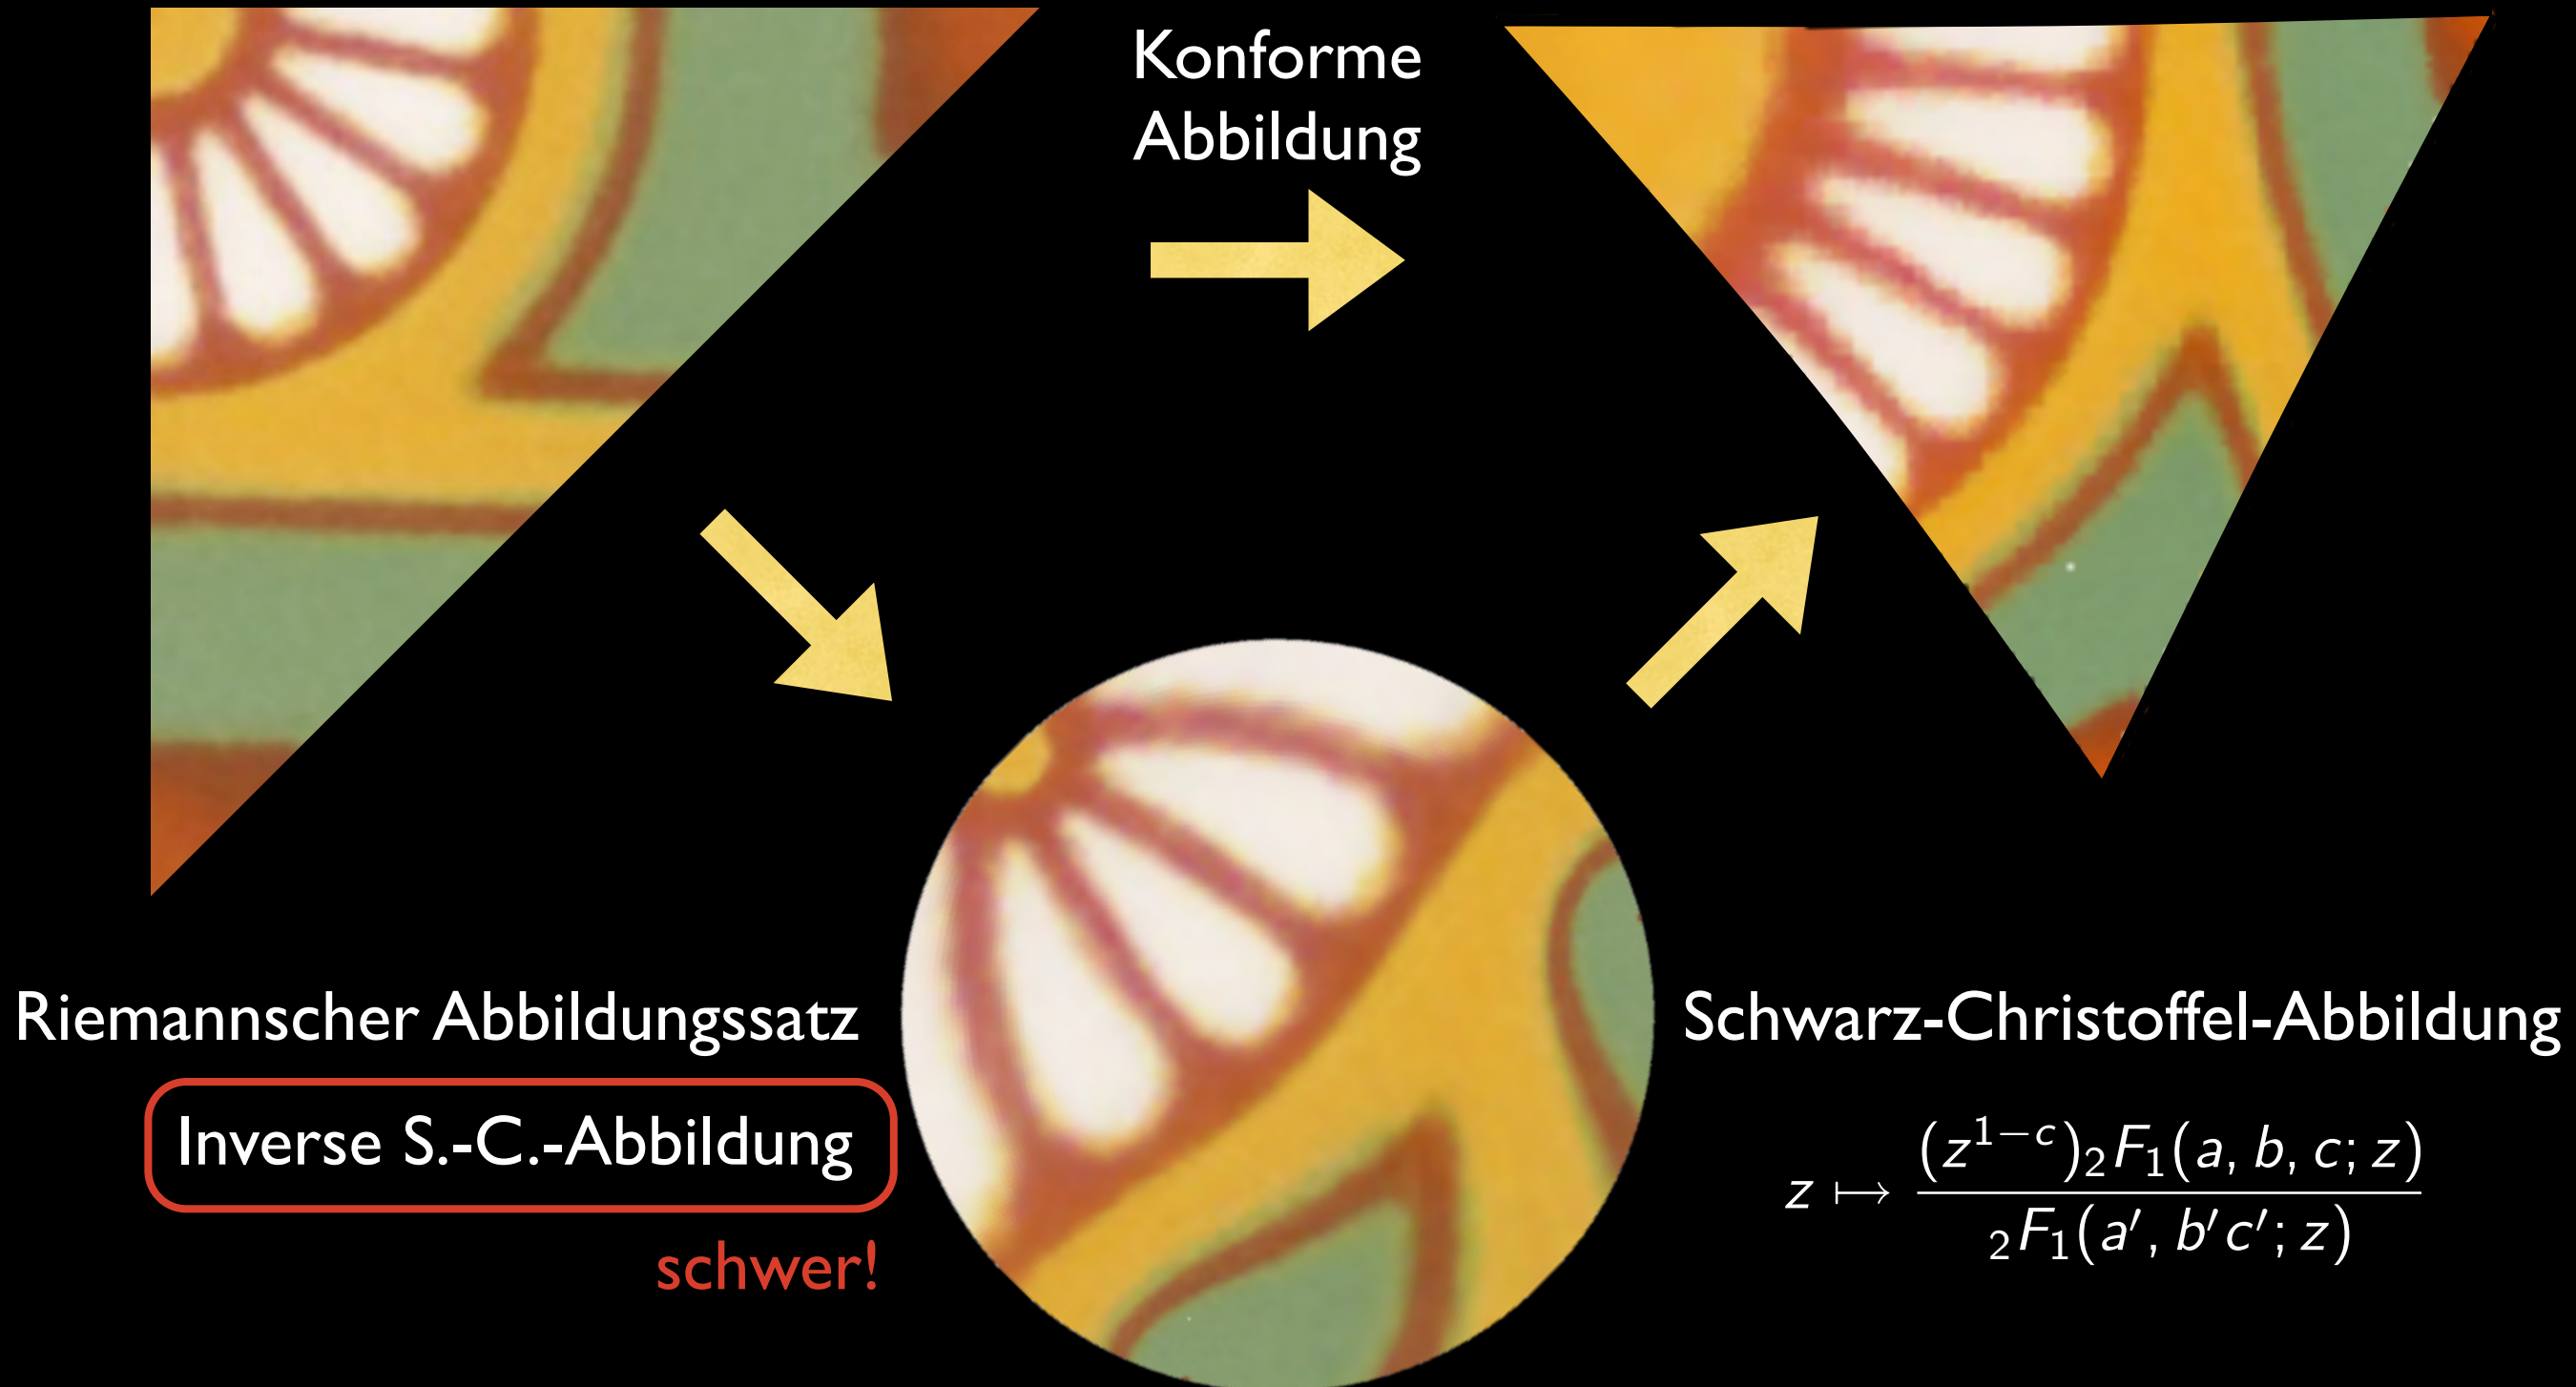 Konforme
Abbildung
Riemannscher Abbildungssatz
Inverse S.-C.-Abbildung
schwer!
Schwarz-Christoffel-Abbildung
z ↦ (z^{1−c})₂F₁(a, b, c; z) / ₂F₁(a′, b′c′; z)